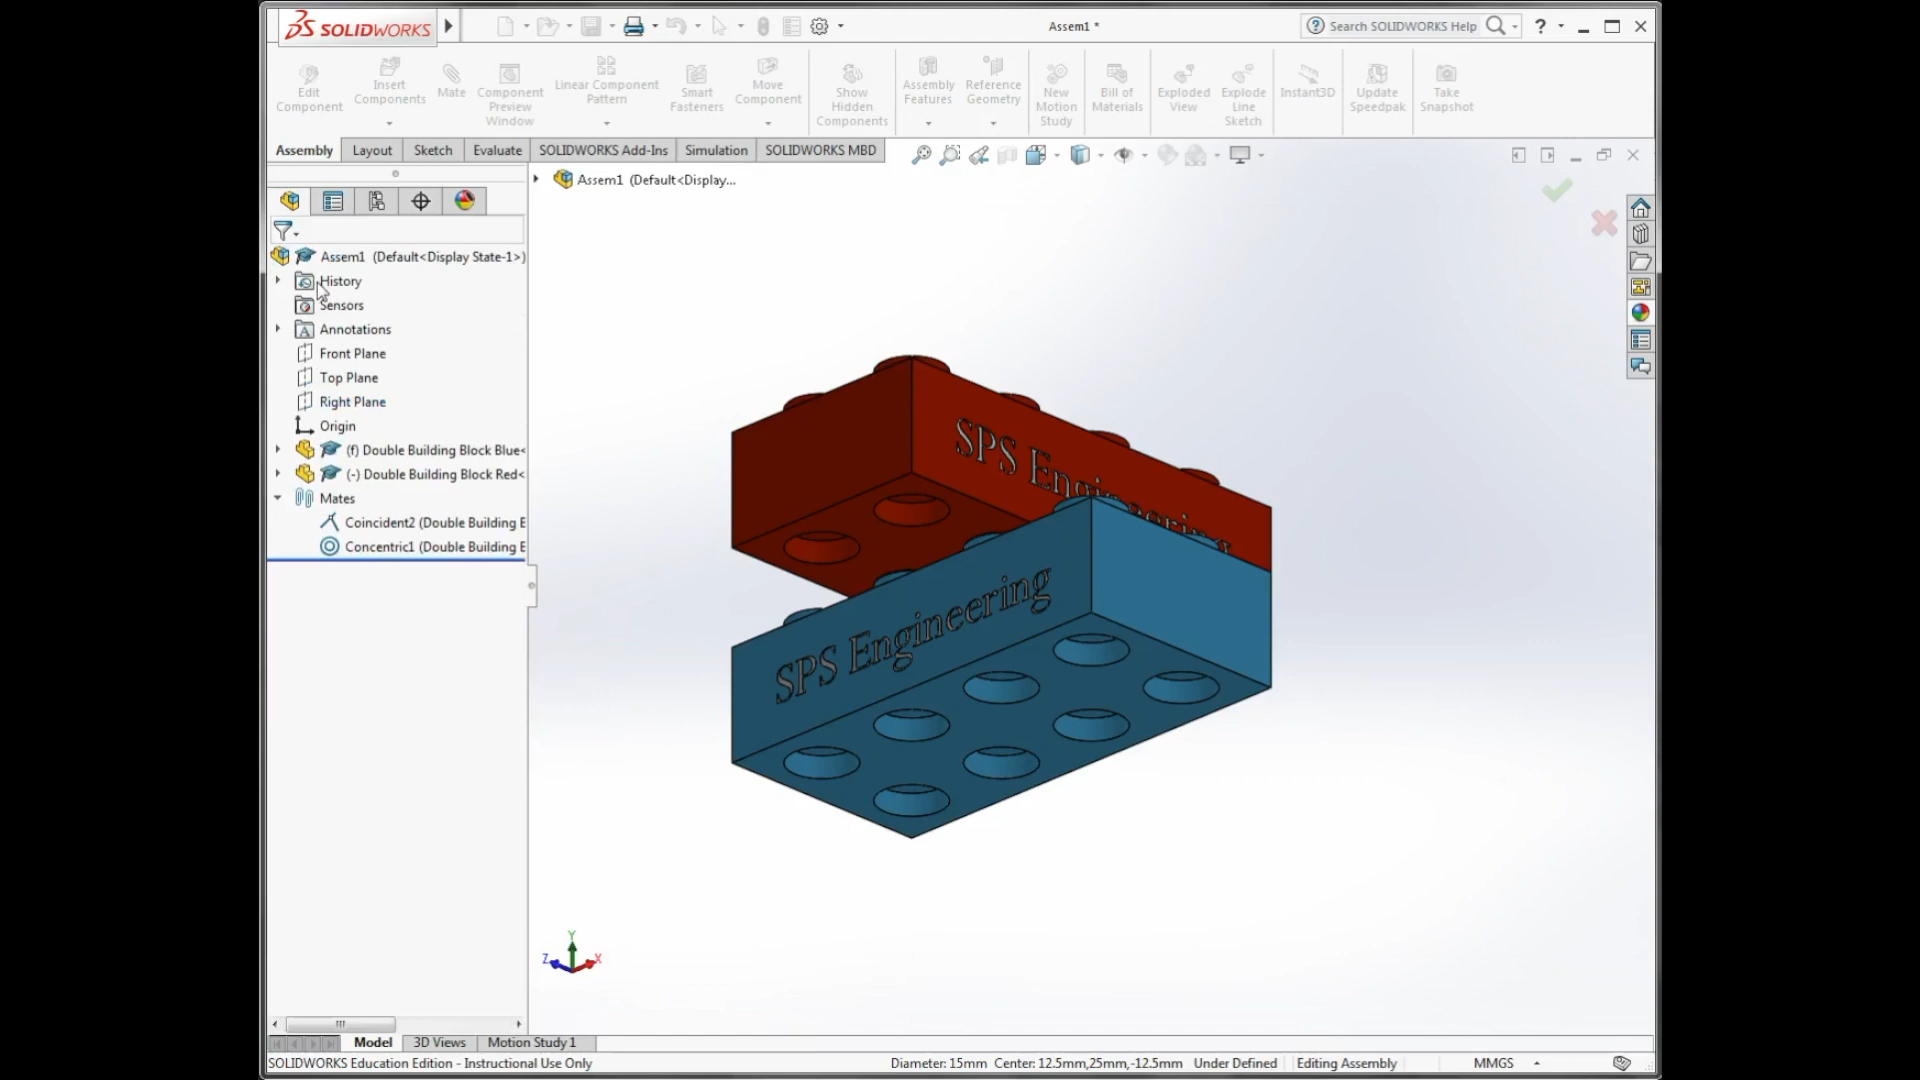 SOLIDWORKS
Assem1 *
Search SOLIDWORKS Help
?
Edit Component
Insert Components
Mate
Component Preview Window
Linear Component Pattern
Smart Fasteners
Move Component
Show Hidden Components
Assembly Features
Reference Geometry
New Motion Study
Bill of Materials
Exploded View
Explode Line Sketch
Instant3D
Update Speedpak
Take Snapshot
Assembly
Layout
Sketch
Evaluate
SOLIDWORKS Add-Ins
Simulation
SOLIDWORKS MBD
Assem1 (Default<Display...
Assem1 (Default<Display State-1>)
History
Sensors
Annotations
Front Plane
Top Plane
Right Plane
Origin
(f) Double Building Block Blue<
(-) Double Building Block Red<
Mates
Coincident2 (Double Building B
Concentric1 (Double Building B
SPS Engineering
SPS Engineering
Y
Z
X
Model
3D Views
Motion Study 1
SOLIDWORKS Education Edition - Instructional Use Only
Diameter: 15mm Center: 12.5mm,25mm,-12.5mm
Under Defined
Editing Assembly
MMGS